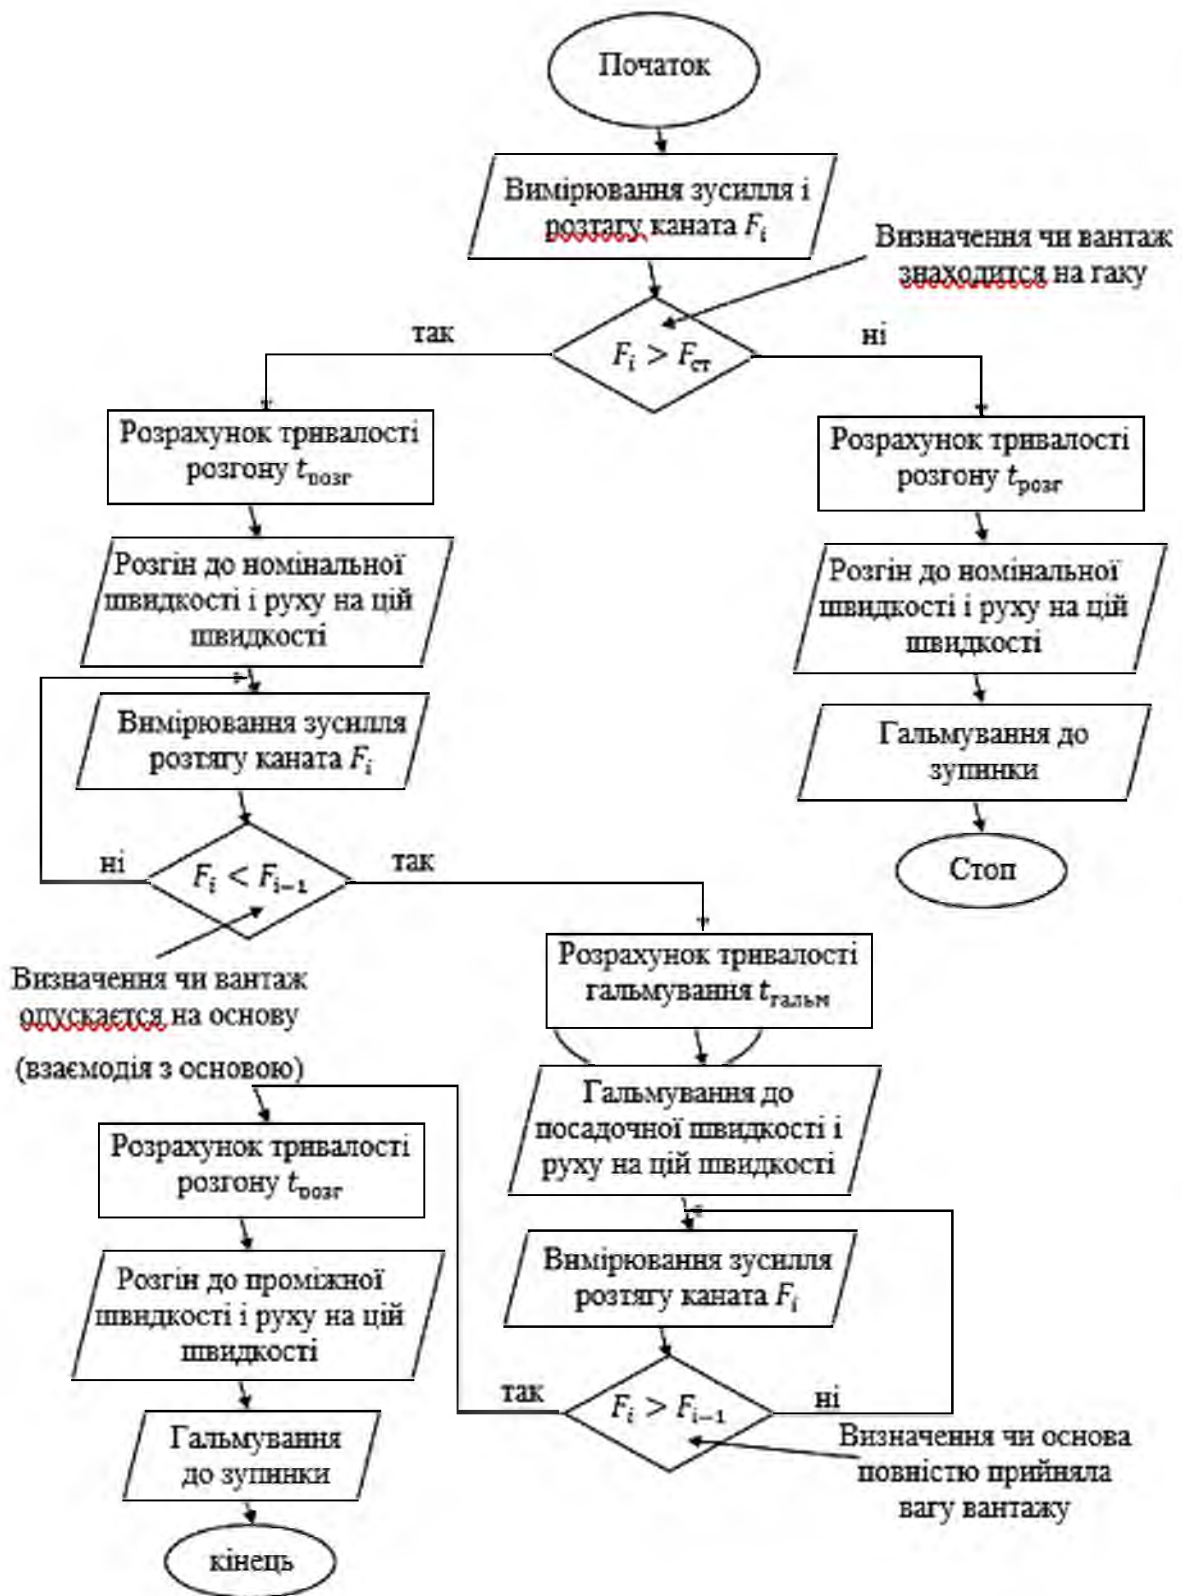 Початок
Вимірювання зусилля і
розтагу каната Fᵢ
Визначення чи вантаж
знаходится на гаку
так
Fᵢ > Fст
ні
Розрахунок тривалості
розгону tрозг
Розгін до номінальної
швидкості і руху на цій
швидкості
Вимірювання зусилля
розтягу каната Fᵢ
ні
Fᵢ < Fᵢ₋₁
так
Визначення чи вантаж
опускаєтся на основу
(взаємодія з основою)
Розрахунок тривалості
розгону tрозг
Розгін до номінальної
швидкості і руху на цій
швидкості
Гальмування до
зупинки
Стоп
Розрахунок тривалості
гальмування tгальм
Гальмування до
посадочної швидкості і
руху на цій швидкості
Вимірювання зусилля
розтягу каната Fᵢ
так
Fᵢ > Fᵢ₋₁
ні
Визначення чи основа
повністю прийняла
вагу вантажу
Розрахунок тривалості
розгону tрозг
Розгін до проміжної
швидкості і руху на цій
швидкості
Гальмування
до зупинки
кінець